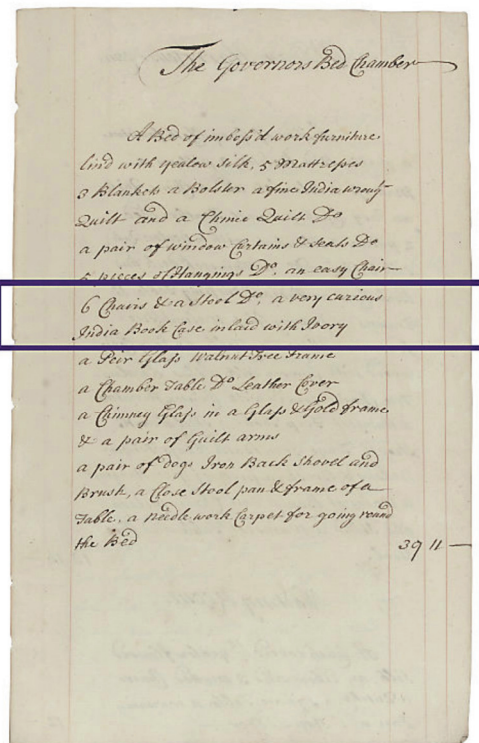 The Governors Bed Chamber
A Bed of imboss'd work furniture
lind with yealow silk, 5 Mattresses
3 Blankets a Bolster a fine India wroug
Quilt and a Chinie Quilt Do
a pair of window Curtains & seals Do
5 pieces of Hangings Do, an easy Chair
6 Chairs & a Stool Do, a very curious
India Book Case inlaid with Ivory
a Peir Glass Walnut Tree Frame
a Chamber Table Do Leather Cover
a Chimney Glass in a Glass & Gold frame
& a pair of Guilt arms
a pair of dogs Iron Back Shovel and
Brush, a Close Stool pan & frame of a
Table, a needle work Carpet for going round
the Bed 39 11 —